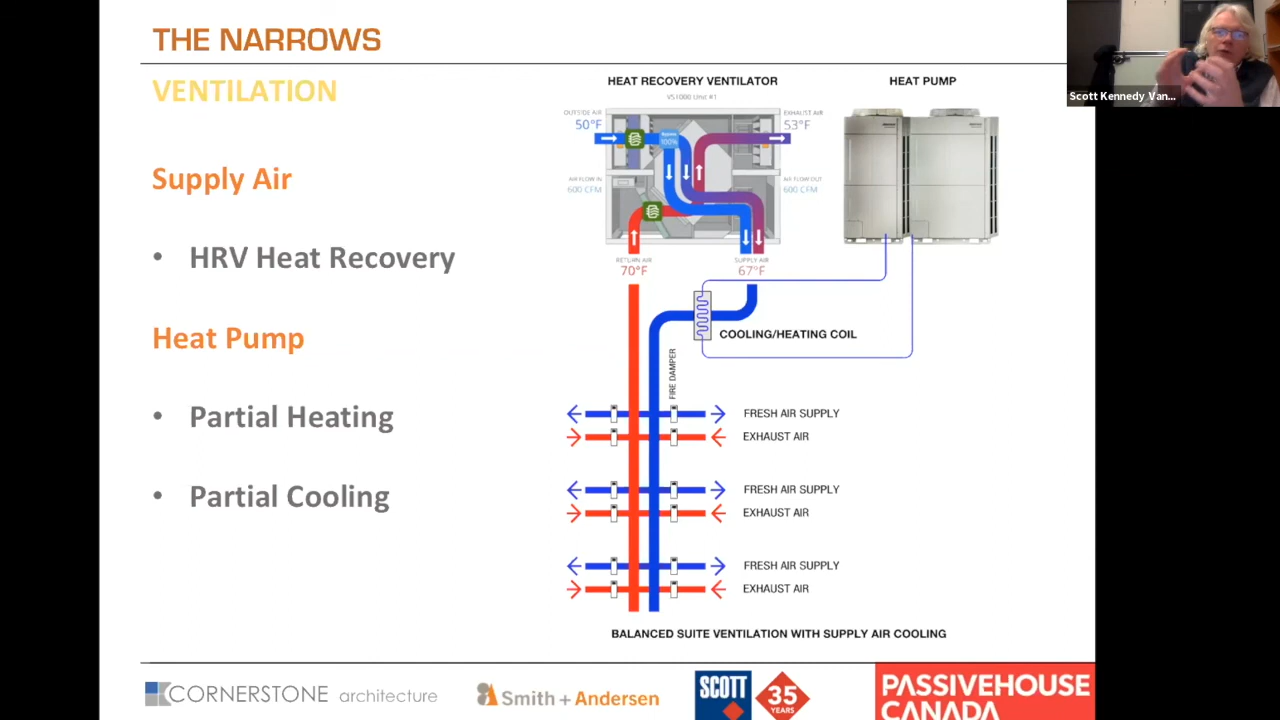 THE NARROWS
VENTILATION
Supply Air
• HRV Heat Recovery
Heat Pump
• Partial Heating
• Partial Cooling
HEAT RECOVERY VENTILATOR
VS1000 Unit #1
OUTSIDE AIR
50°F
EXHAUST AIR
53°F
100%
AIR FLOW IN
600 CFM
AIR FLOW OUT
600 CFM
RETURN AIR
70°F
SUPPLY AIR
67°F
HEAT PUMP
COOLING/HEATING COIL
FIRE DAMPER
FRESH AIR SUPPLY
EXHAUST AIR
FRESH AIR SUPPLY
EXHAUST AIR
FRESH AIR SUPPLY
EXHAUST AIR
BALANCED SUITE VENTILATION WITH SUPPLY AIR COOLING
Scott Kennedy Van...
CORNERSTONE architecture
Smith + Andersen
SCOTT
35
YEARS
PASSIVEHOUSE
CANADA